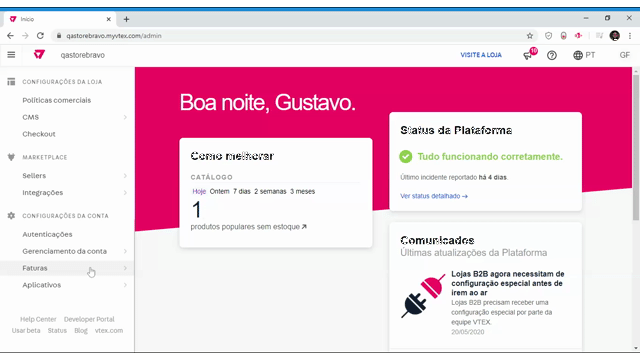 Início
qastorebravo.myvtex.com/admin
qastorebravo
VISITE A LOJA
19
PT
GF
CONFIGURAÇÕES DA LOJA
Políticas comerciais
CMS
Checkout
MARKETPLACE
Sellers
Integrações
CONFIGURAÇÕES DA CONTA
Autenticações
Gerenciamento da conta
Faturas
Aplicativos
Help Center Developer Portal
Usar beta Status Blog vtex.com
Boa noite, Gustavo.
Como melhorar
CATÁLOGO
Hoje Ontem 7 dias 2 semanas 3 meses
1
produtos populares sem estoque
Status da Plataforma
Tudo funcionando corretamente.
Último incidente reportado há 4 dias.
Ver status detalhado →
Comunicados
Últimas atualizações da Plataforma
Lojas B2B agora necessitam de
configuração especial antes de
irem ao ar
Lojas B2B precisam receber uma
configuração especial por parte da
equipe VTEX.
20/05/2020